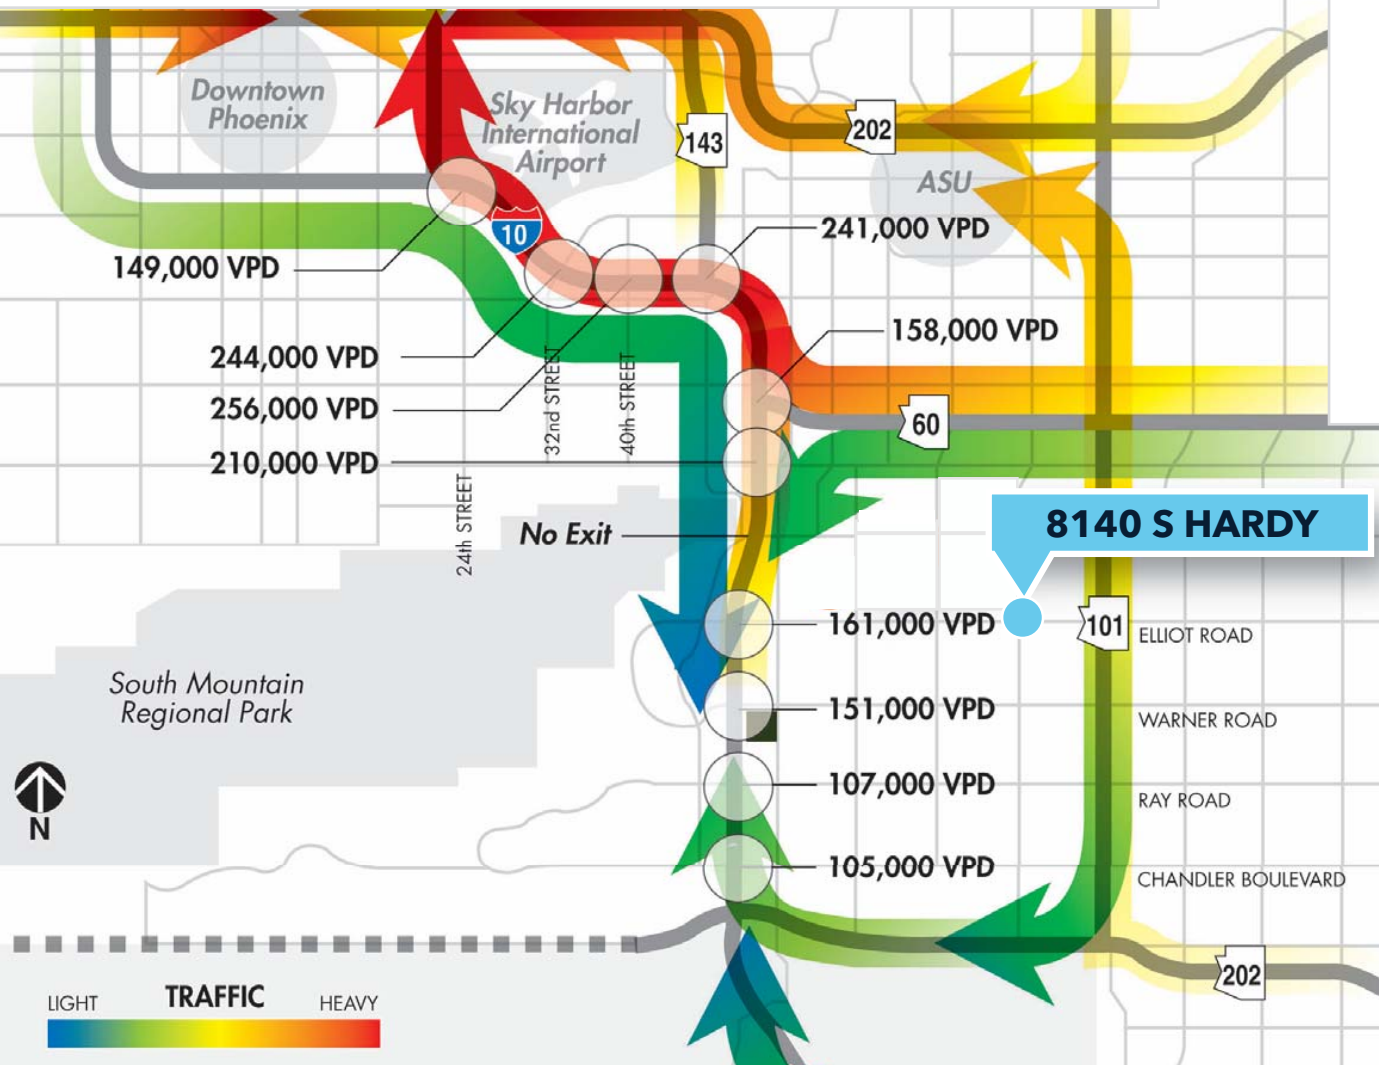 Downtown
Phoenix
Sky Harbor
International
Airport
143
202
ASU
10
241,000 VPD
149,000 VPD
158,000 VPD
244,000 VPD
32nd STREET
40th STREET
256,000 VPD
60
210,000 VPD
24th STREET
No Exit
8140 S HARDY
161,000 VPD
101
ELLIOT ROAD
South Mountain
Regional Park
151,000 VPD
WARNER ROAD
107,000 VPD
RAY ROAD
N
105,000 VPD
CHANDLER BOULEVARD
202
LIGHT TRAFFIC HEAVY